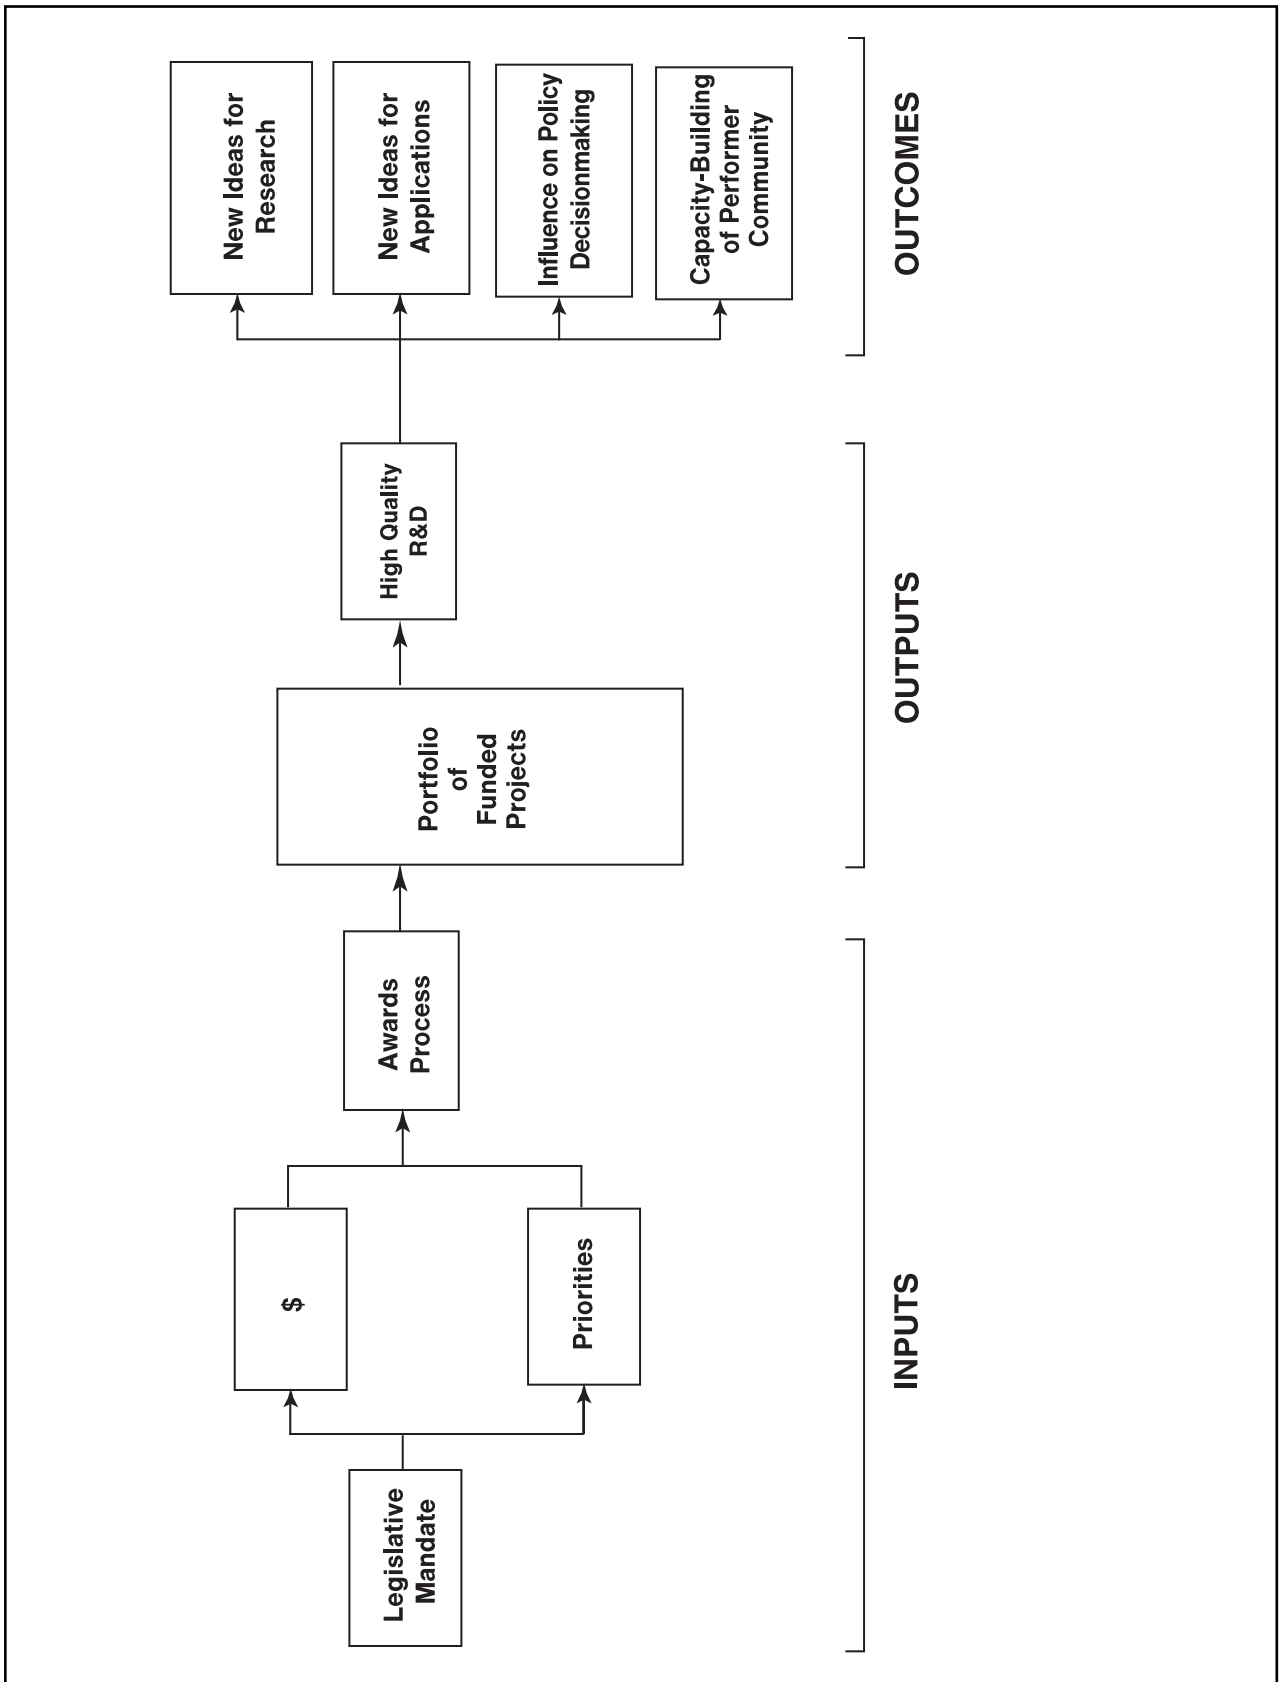 Legislative
Mandate
$
Priorities
Awards
Process
Portfolio
of
Funded
Projects
High Quality
R&D
New Ideas for
Research
New Ideas for
Applications
Influence on Policy
Decisionmaking
Capacity-Building
of Performer
Community
INPUTS
OUTPUTS
OUTCOMES